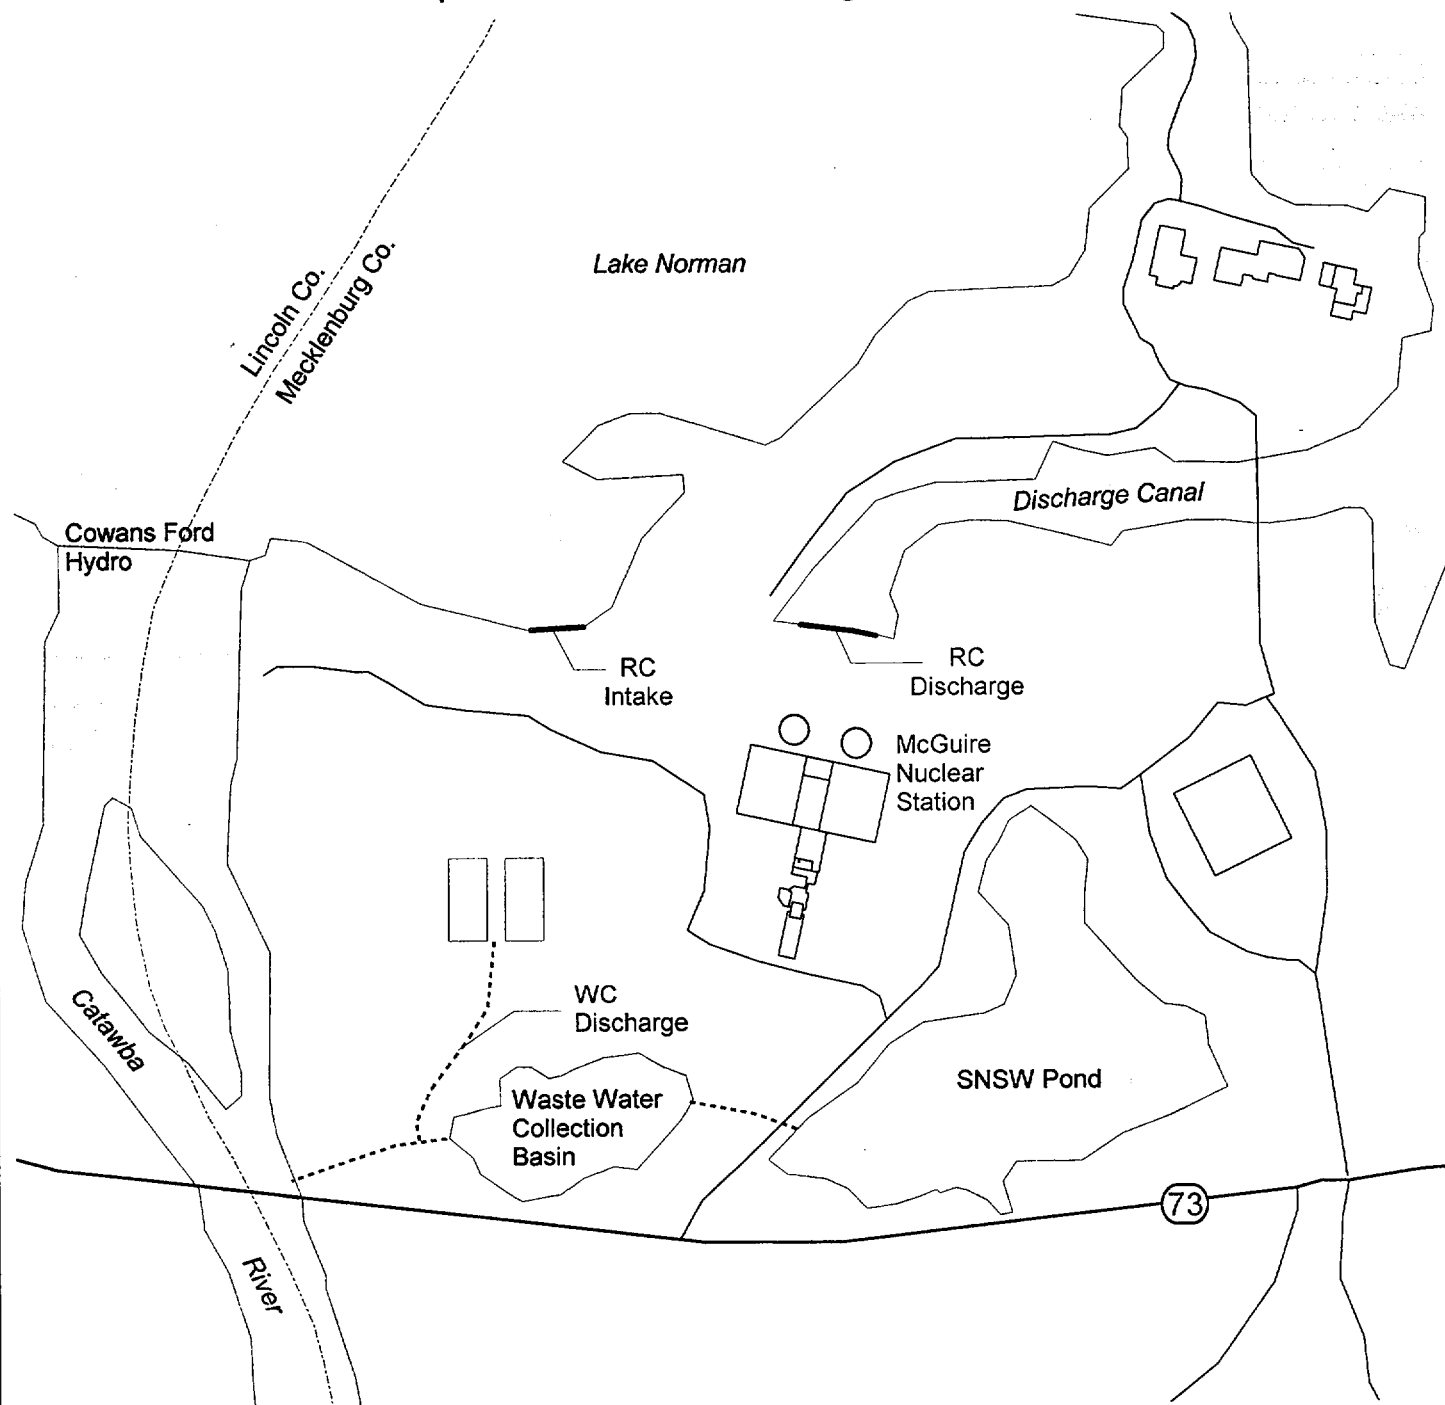 Lake Norman
Lincoln Co.
Mecklenburg Co.
Discharge Canal
Cowans Ford
Hydro
RC
Intake
RC
Discharge
McGuire
Nuclear
Station
WC
Discharge
Catawba
SNSW Pond
Waste Water
Collection
Basin
73
River